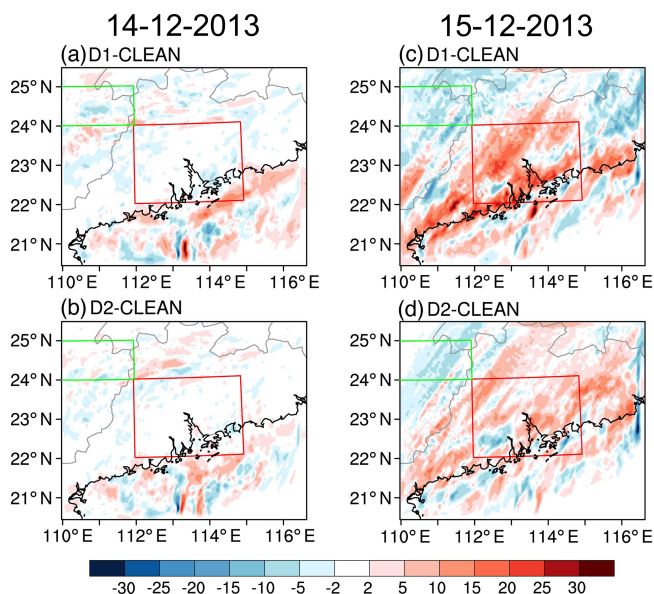 14-12-2013 15-12-2013
(a) D1-CLEAN (c) D1-CLEAN
25° N 25° N
24° N 24° N
23° N 23° N
22° N 22° N
21° N 21° N
110° E 112° E 114° E 116° E 110° E 112° E 114° E 116° E
(b) D2-CLEAN (d) D2-CLEAN
25° N 25° N
24° N 24° N
23° N 23° N
22° N 22° N
21° N 21° N
110° E 112° E 114° E 116° E 110° E 112° E 114° E 116° E
-30 -25 -20 -15 -10 -5 -2 2 5 10 15 20 25 30